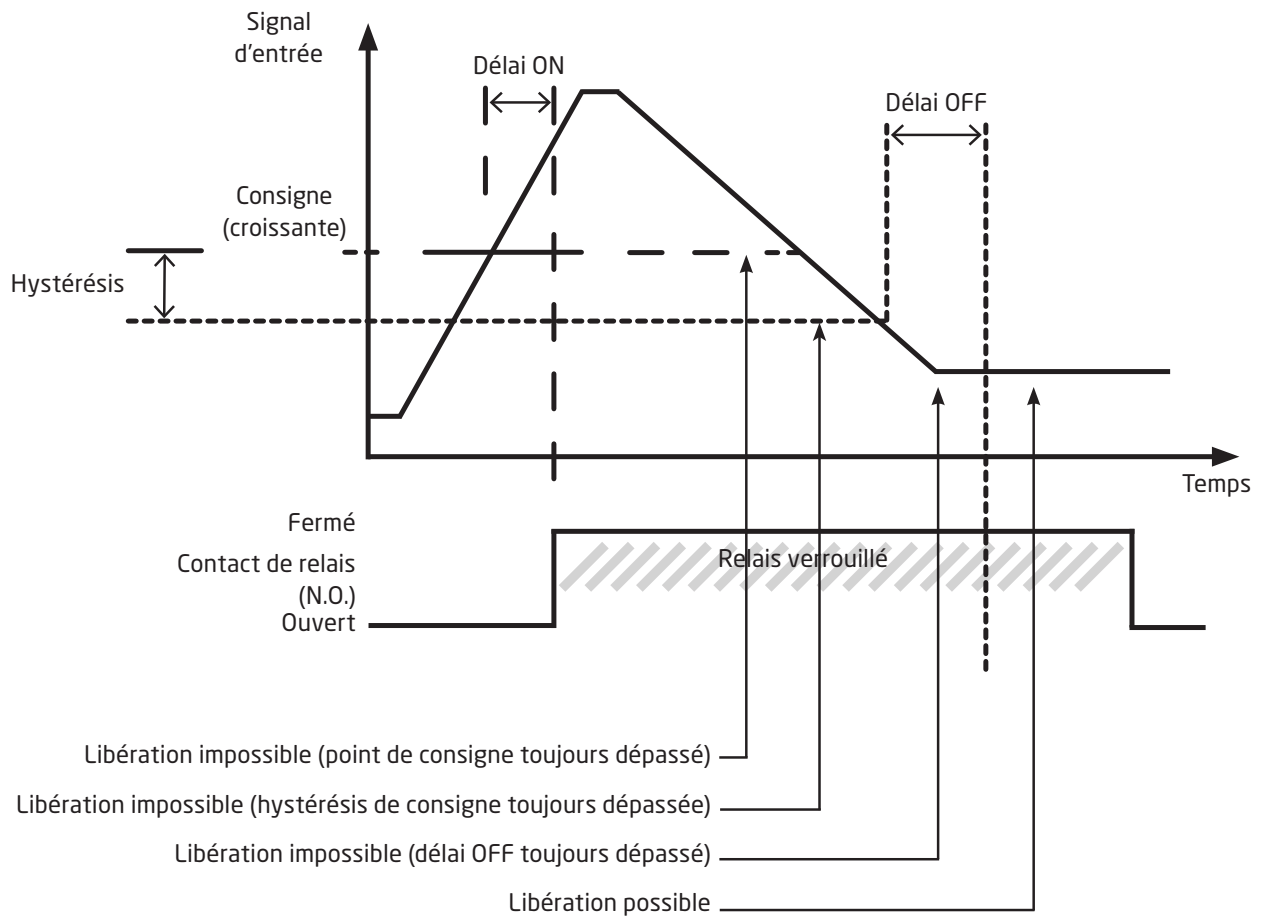 Signal
d'entrée
Délai ON
Délai OFF
Consigne
(croissante)
Hystérésis
Temps
Fermé
Contact de relais
(N.O.)
Ouvert
Relais verrouillé
Libération impossible (point de consigne toujours dépassé)
Libération impossible (hystérésis de consigne toujours dépassée)
Libération impossible (délai OFF toujours dépassé)
Libération possible